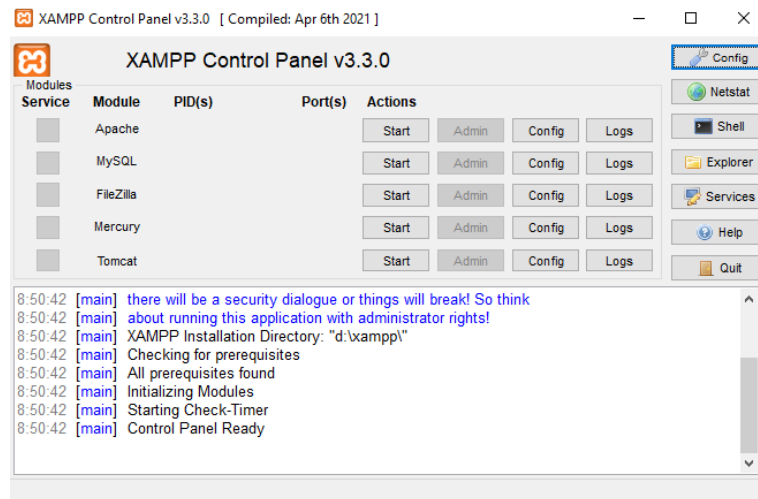 XAMPP Control Panel v3.3.0 [ Compiled: Apr 6th 2021 ]
XAMPP Control Panel v3.3.0
Config
Modules
Service Module PID(s) Port(s) Actions
Netstat
Apache Start Admin Config Logs
Shell
MySQL Start Admin Config Logs
Explorer
FileZilla Start Admin Config Logs
Services
Mercury Start Admin Config Logs
Help
Tomcat Start Admin Config Logs
Quit
8:50:42 [main] there will be a security dialogue or things will break! So think
8:50:42 [main] about running this application with administrator rights!
8:50:42 [main] XAMPP Installation Directory: "d:\xampp\"
8:50:42 [main] Checking for prerequisites
8:50:42 [main] All prerequisites found
8:50:42 [main] Initializing Modules
8:50:42 [main] Starting Check-Timer
8:50:42 [main] Control Panel Ready